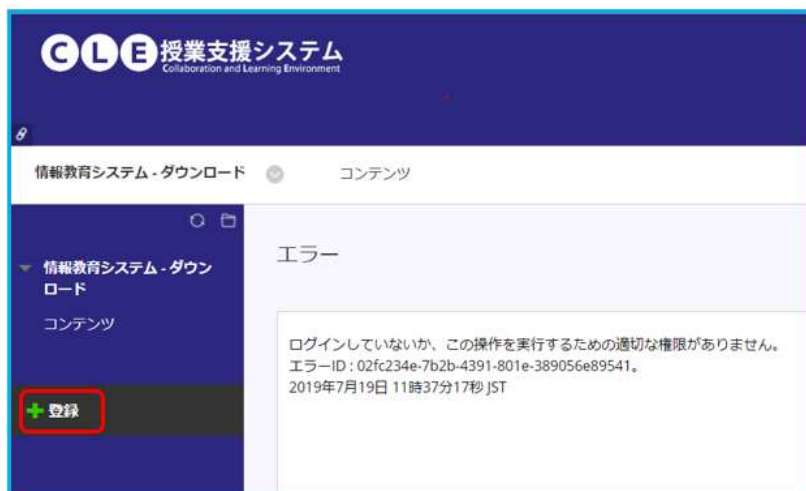 CLE授業支援システム
Collaboration and Learning Environment
情報教育システム - ダウンロード
コンテンツ
情報教育システム - ダウン
ロード
コンテンツ
登録
エラー
ログインしていないか、この操作を実行するための適切な権限がありません。
エラーID : 02fc234e-7b2b-4391-801e-389056e89541。
2019年7月19日 11時37分17秒 JST